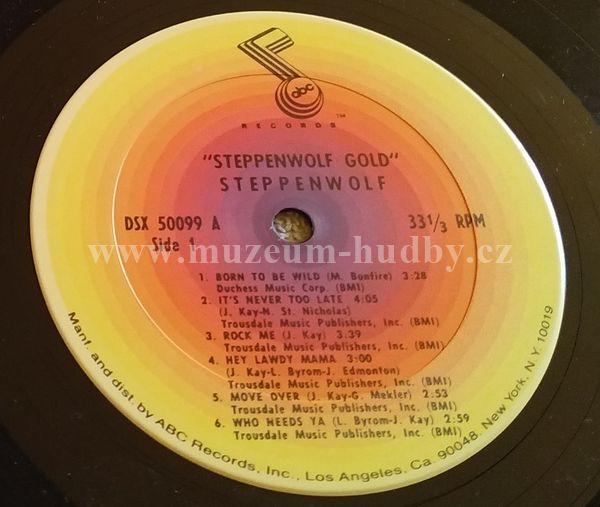 abc
RECORDS ™
"STEPPENWOLF GOLD"
STEPPENWOLF
DSX 50099 A
Side 1
33 1/3 RPM
www.muzeum-hudby.cz
1. BORN TO BE WILD (M. Bonfire) 3:28
Duchess Music Corp. (BMI)
2. IT'S NEVER TOO LATE 4:05
(J. Kay-N. St. Nicholas)
Trousdale Music Publishers, Inc. (BMI)
3. ROCK ME (J. Kay) 3:39
Trousdale Music Publishers, Inc. (BMI)
4. HEY LAWDY MAMA 3:00
(J. Kay-L. Byrom-J. Edmonton)
Trousdale Music Publishers, Inc. (BMI)
5. MOVE OVER (J. Kay-G. Mekler) 2:53
Trousdale Music Publishers, Inc. (BMI)
6. WHO NEEDS YA (L. Byrom-J. Kay) 2:59
Trousdale Music Publishers, Inc. (BMI)
Manf. and dist. by ABC Records, Inc., Los Angeles, Ca. 90048. New York, N.Y. 10019